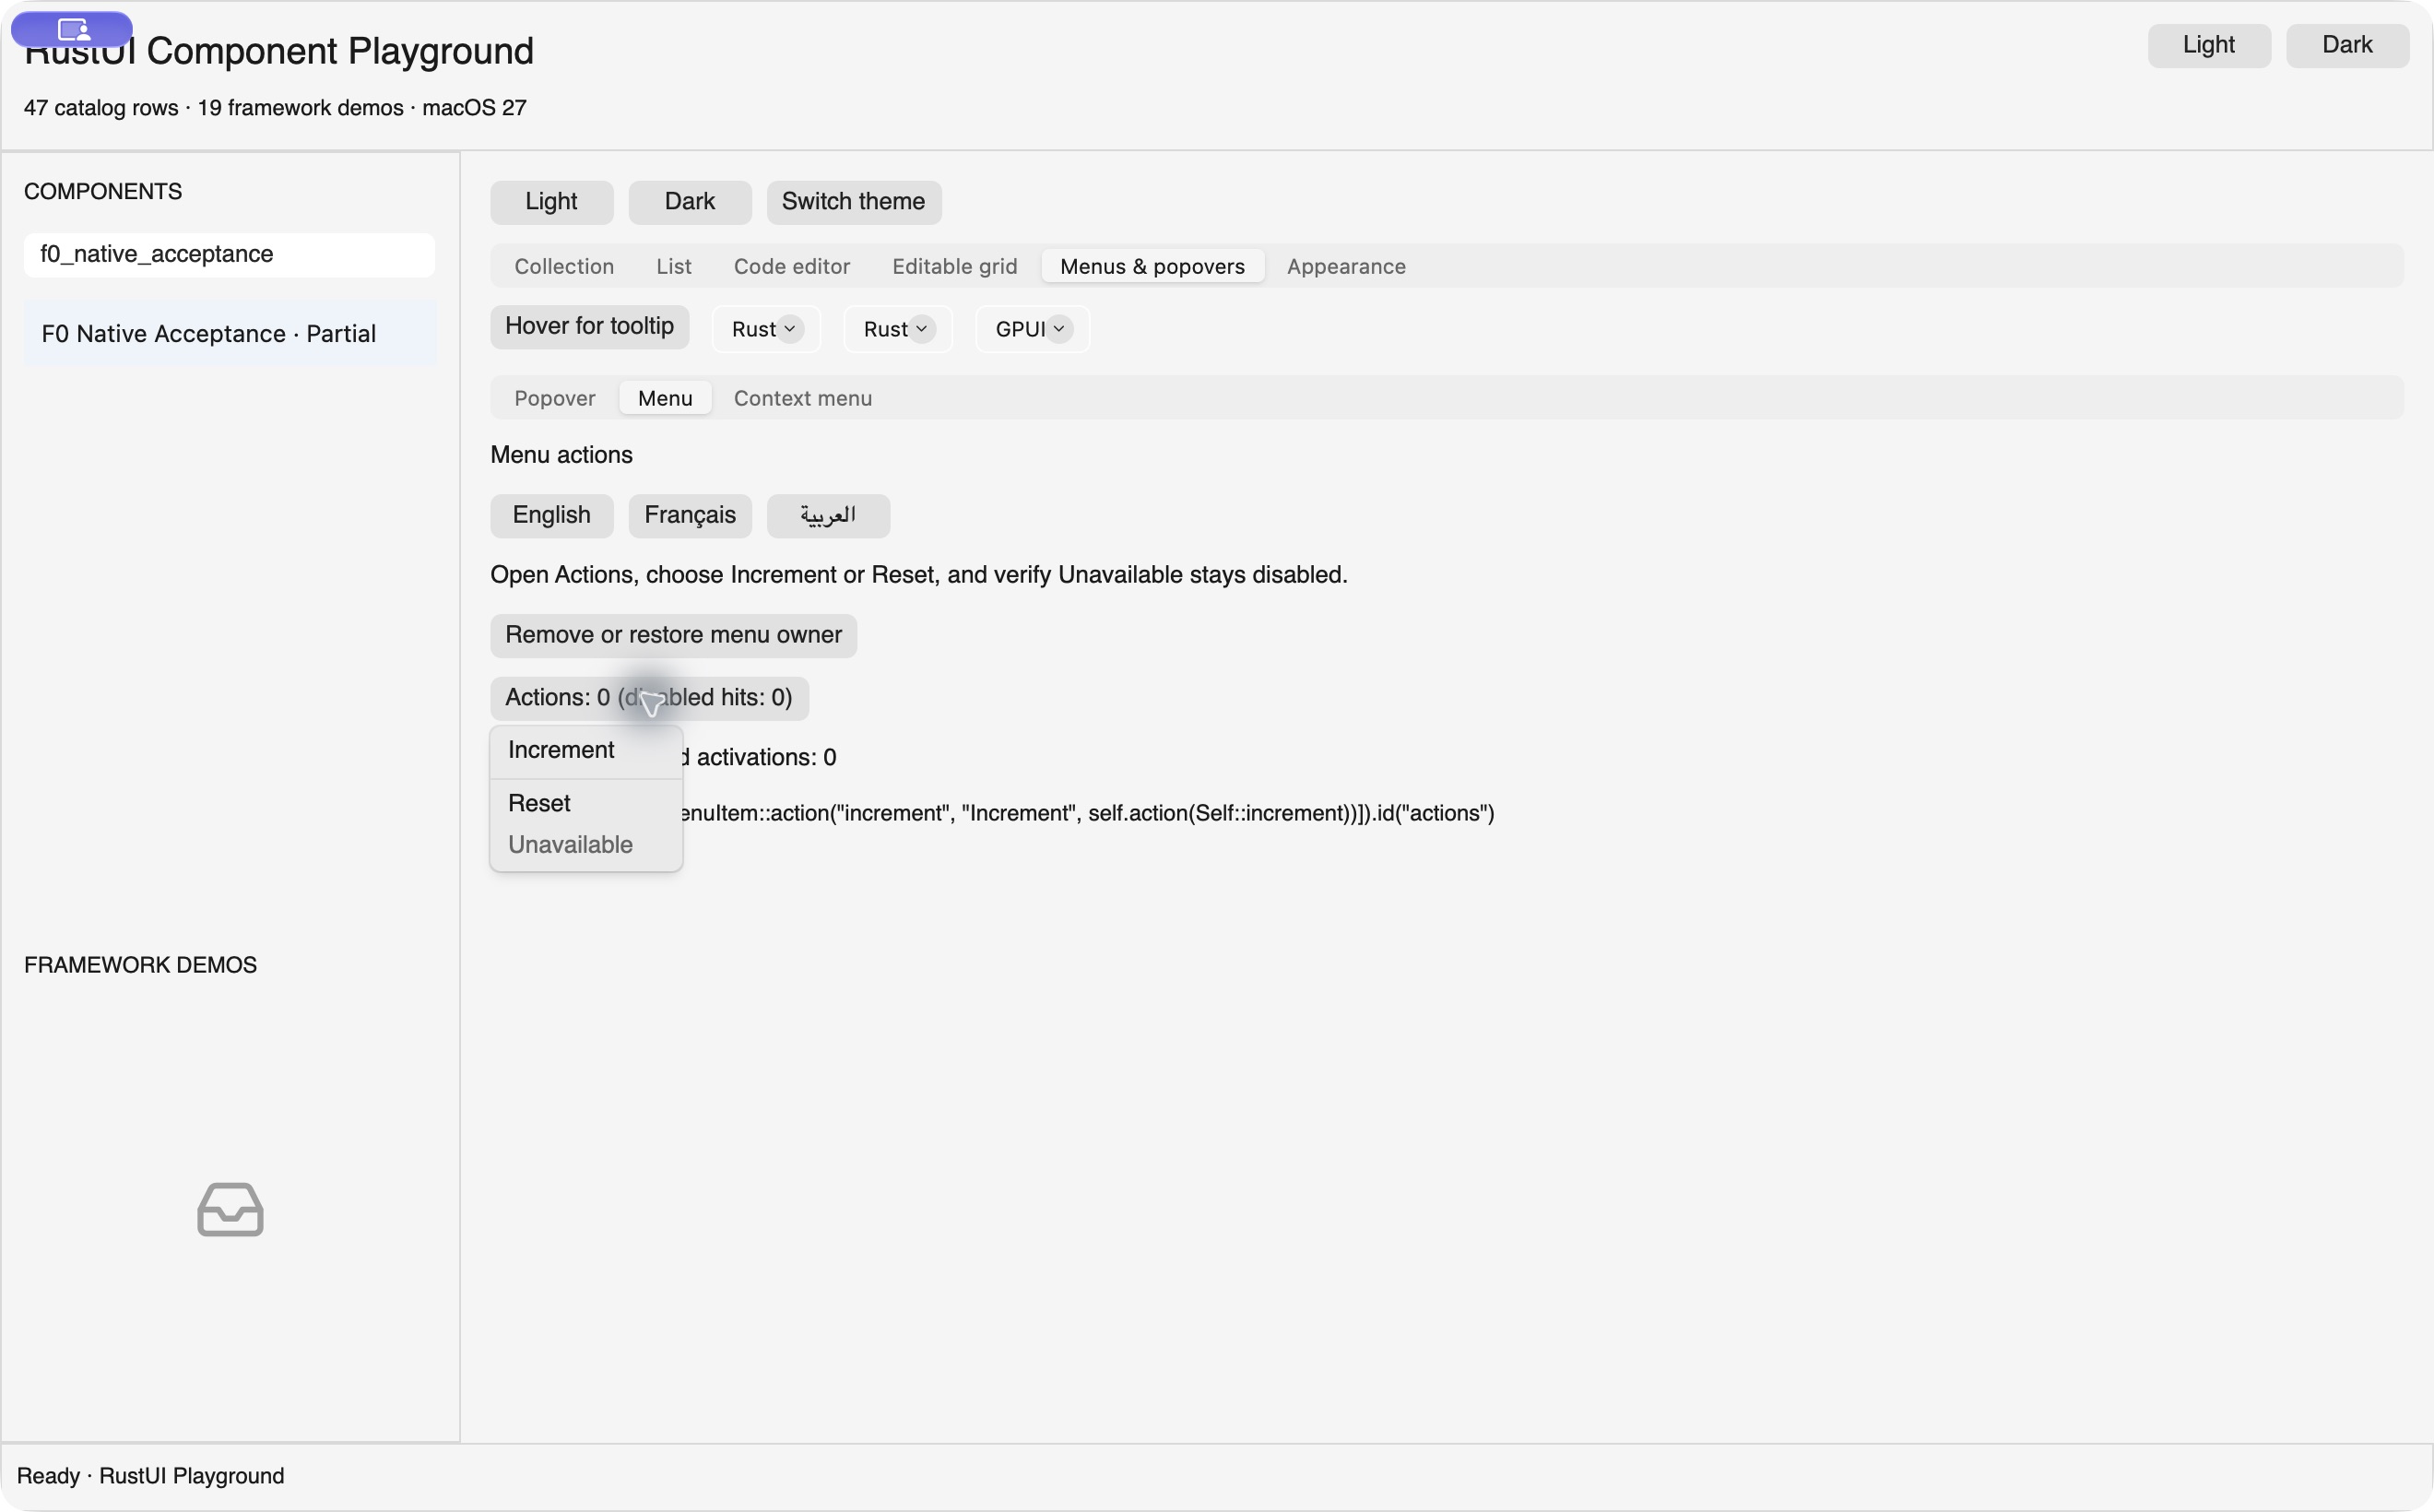 RustUI Component Playground
Light
Dark
47 catalog rows · 19 framework demos · macOS 27
COMPONENTS
f0_native_acceptance
F0 Native Acceptance · Partial
FRAMEWORK DEMOS
Light
Dark
Switch theme
Collection
List
Code editor
Editable grid
Menus & popovers
Appearance
Hover for tooltip
Rust
Rust
GPUI
Popover
Menu
Context menu
Menu actions
English
Français
العربية
Open Actions, choose Increment or Reset, and verify Unavailable stays disabled.
Remove or restore menu owner
Actions: 0 (disabled hits: 0)
Increment
Reset
Unavailable
activations: 0
"increment", "Increment", self.action(Self::increment))]).id("actions")
Ready · RustUI Playground